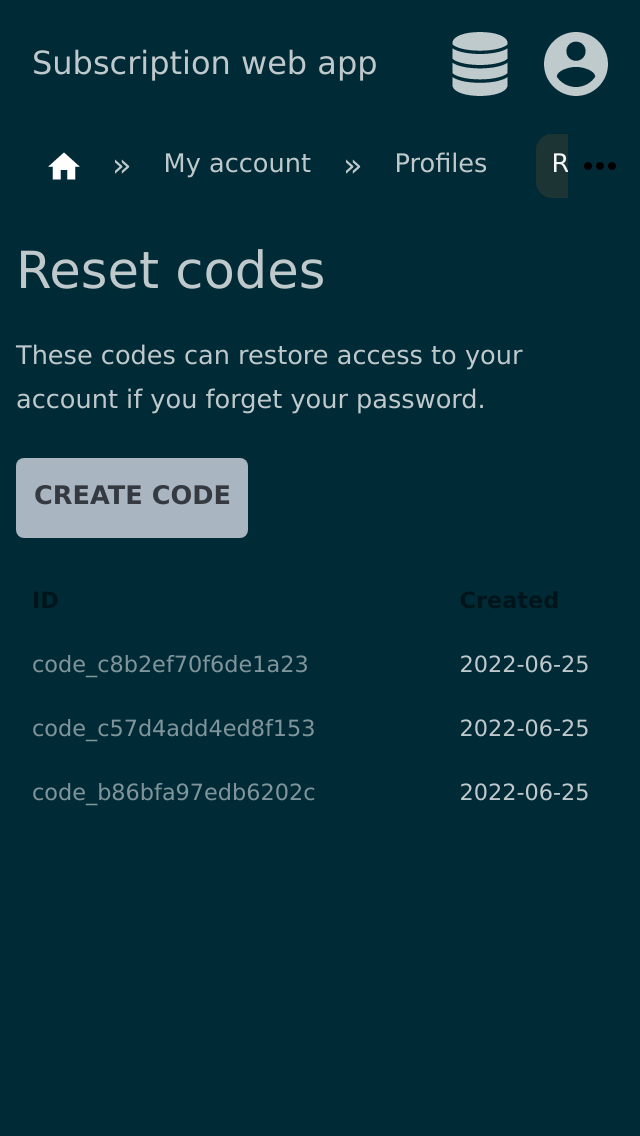 Subscription web app
» My account » Profiles R •••
Reset codes
These codes can restore access to your
account if you forget your password.
CREATE CODE
ID Created
code_c8b2ef70f6de1a23 2022-06-25
code_c57d4add4ed8f153 2022-06-25
code_b86bfa97edb6202c 2022-06-25